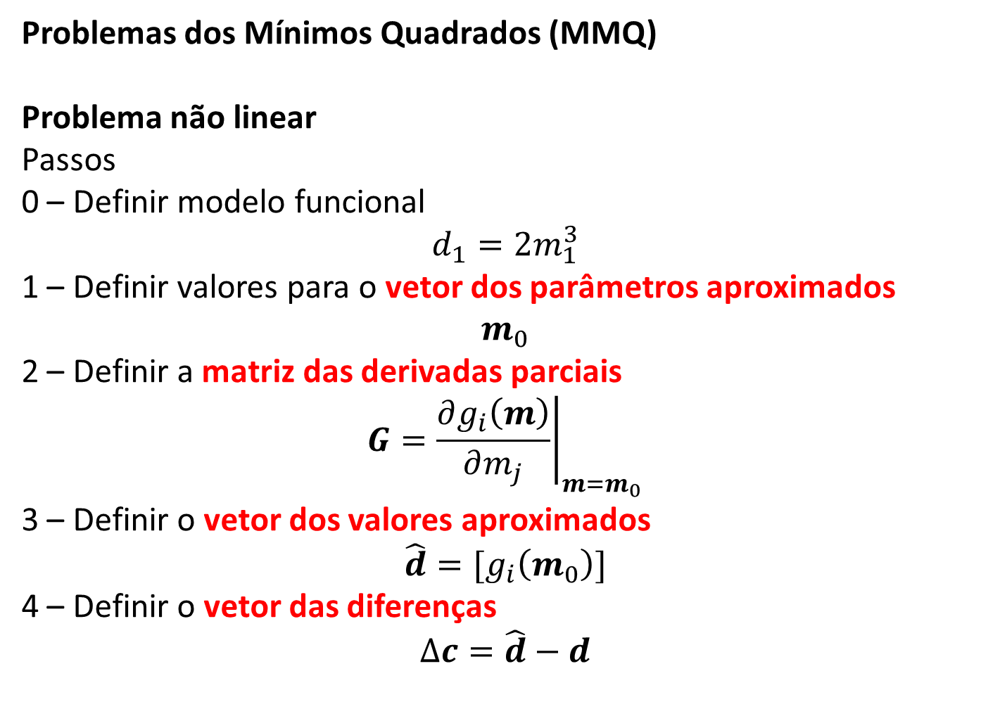 Problemas dos Mínimos Quadrados (MMQ)
Problema não linear
Passos
0 – Definir modelo funcional
$d_1 = 2m_1^3$
1 – Definir valores para o vetor dos parâmetros aproximados
$\boldsymbol{m}_0$
2 – Definir a matriz das derivadas parciais
$\boldsymbol{G} = \left.\frac{\partial g_i(\boldsymbol{m})}{\partial m_j}\right|_{\boldsymbol{m}=\boldsymbol{m}_0}$
3 – Definir o vetor dos valores aproximados
$\widehat{\boldsymbol{d}} = [g_i(\boldsymbol{m}_0)]$
4 – Definir o vetor das diferenças
$\Delta\boldsymbol{c} = \widehat{\boldsymbol{d}} - \boldsymbol{d}$